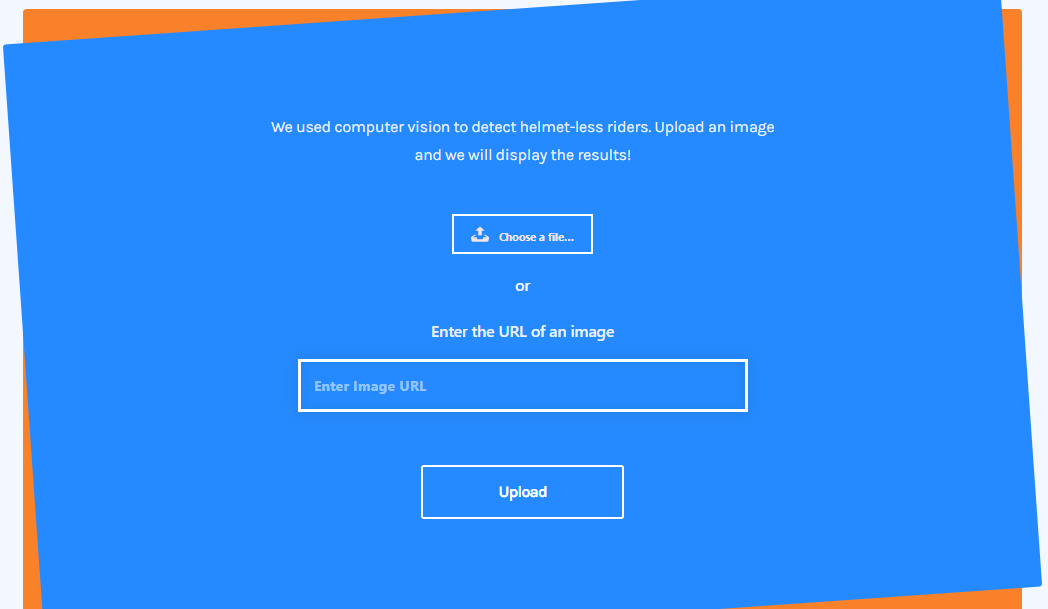 We used computer vision to detect helmet-less riders. Upload an image
and we will display the results!
Choose a file...
or
Enter the URL of an image
Enter Image URL
Upload